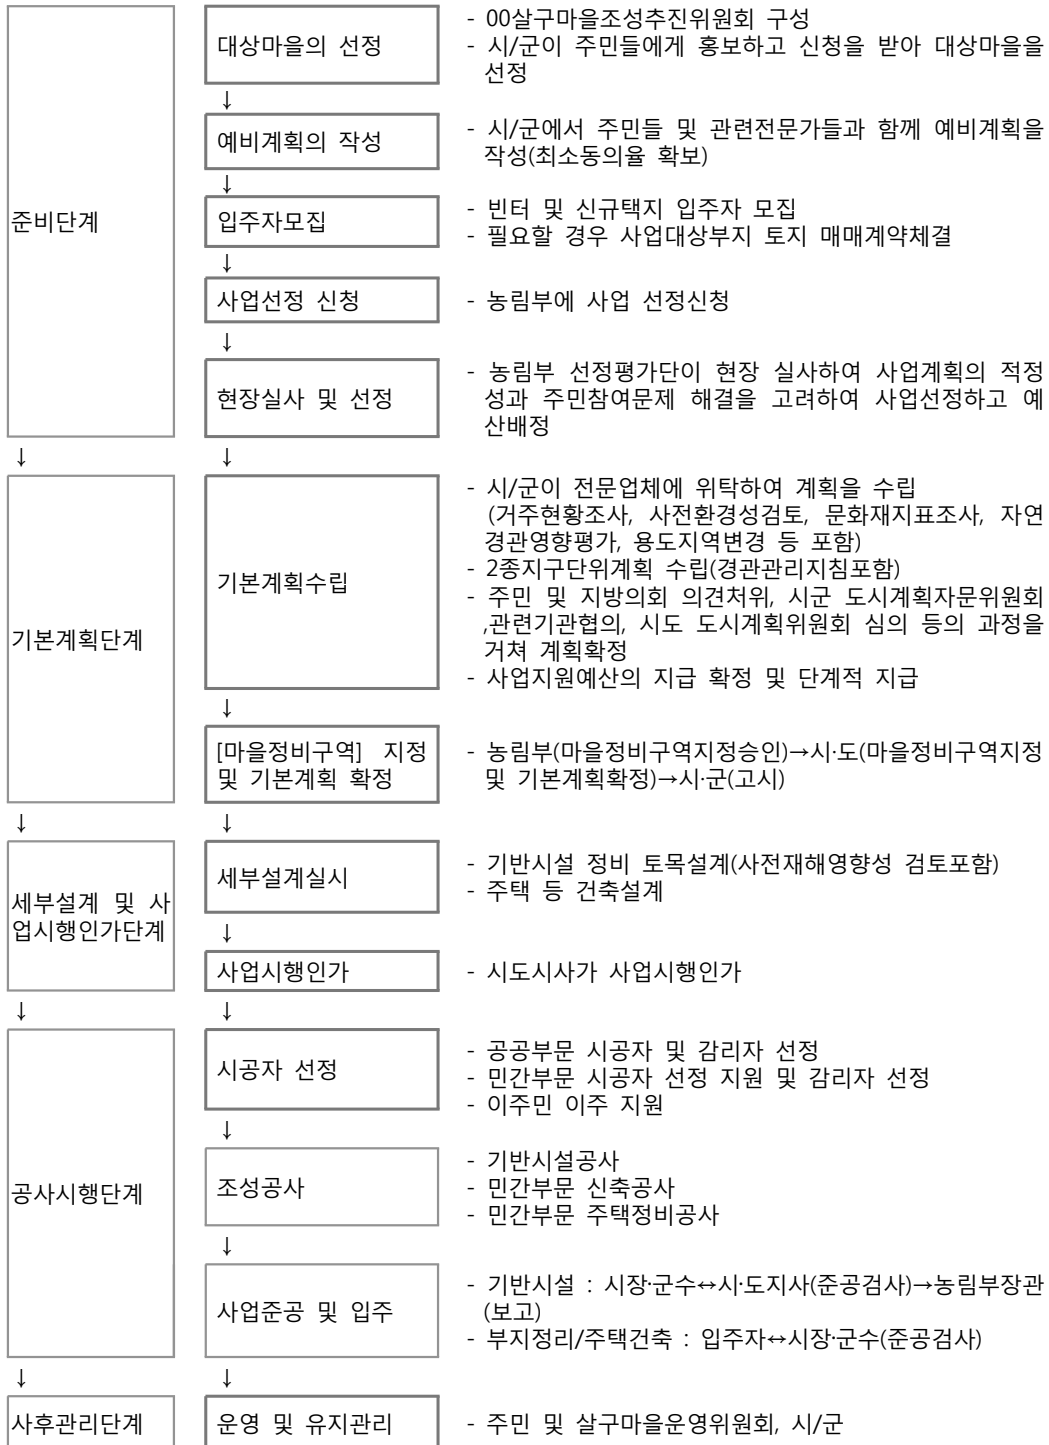 준비단계
대상마을의 선정
- 00살구마을조성추진위원회 구성
- 시/군이 주민들에게 홍보하고 신청을 받아 대상마을을
선정
↓
예비계획의 작성
- 시/군에서 주민들 및 관련전문가들과 함께 예비계획을
작성(최소동의율 확보)
↓
입주자모집
- 빈터 및 신규택지 입주자 모집
- 필요할 경우 사업대상부지 토지 매매계약체결
↓
사업선정 신청
- 농림부에 사업 선정신청
↓
현장실사 및 선정
- 농림부 선정평가단이 현장 실사하여 사업계획의 적정
성과 주민참여문제 해결을 고려하여 사업선정하고 예
산배정
↓ ↓
기본계획단계
기본계획수립
- 시/군이 전문업체에 위탁하여 계획을 수립
(거주현황조사, 사전환경성검토, 문화재지표조사, 자연
경관영향평가, 용도지역변경 등 포함)
- 2종지구단위계획 수립(경관관리지침포함)
- 주민 및 지방의회 의견처위, 시군 도시계획자문위원회
,관련기관협의, 시도 도시계획위원회 심의 등의 과정을
거쳐 계획확정
- 사업지원예산의 지급 확정 및 단계적 지급
↓
[마을정비구역] 지정
및 기본계획 확정
- 농림부(마을정비구역지정승인)→시·도(마을정비구역지정
및 기본계획확정)→시·군(고시)
↓ ↓
세부설계 및 사
업시행인가단계
세부설계실시
- 기반시설 정비 토목설계(사전재해영향성 검토포함)
- 주택 등 건축설계
↓
사업시행인가
- 시도시사가 사업시행인가
↓ ↓
공사시행단계
시공자 선정
- 공공부문 시공자 및 감리자 선정
- 민간부문 시공자 선정 지원 및 감리자 선정
- 이주민 이주 지원
↓
조성공사
- 기반시설공사
- 민간부문 신축공사
- 민간부문 주택정비공사
↓
사업준공 및 입주
- 기반시설 : 시장·군수↔시·도지사(준공검사)→농림부장관
(보고)
- 부지정리/주택건축 : 입주자↔시장·군수(준공검사)
↓ ↓
사후관리단계
운영 및 유지관리
- 주민 및 살구마을운영위원회, 시/군